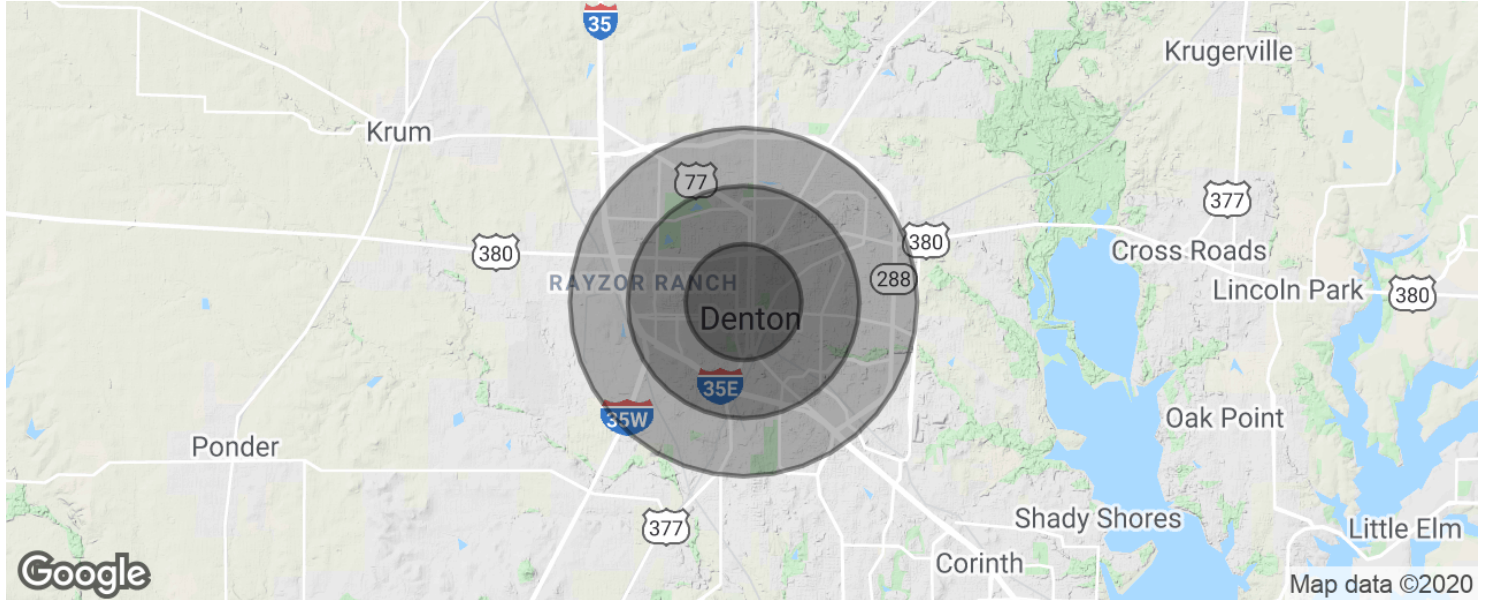 35
Krugerville
Krum
77
377
380
380
Cross Roads
288
RAYZOR RANCH
Lincoln Park
380
Denton
35E
35W
Oak Point
Ponder
Shady Shores
377
Little Elm
Corinth
Google
Map data ©2020